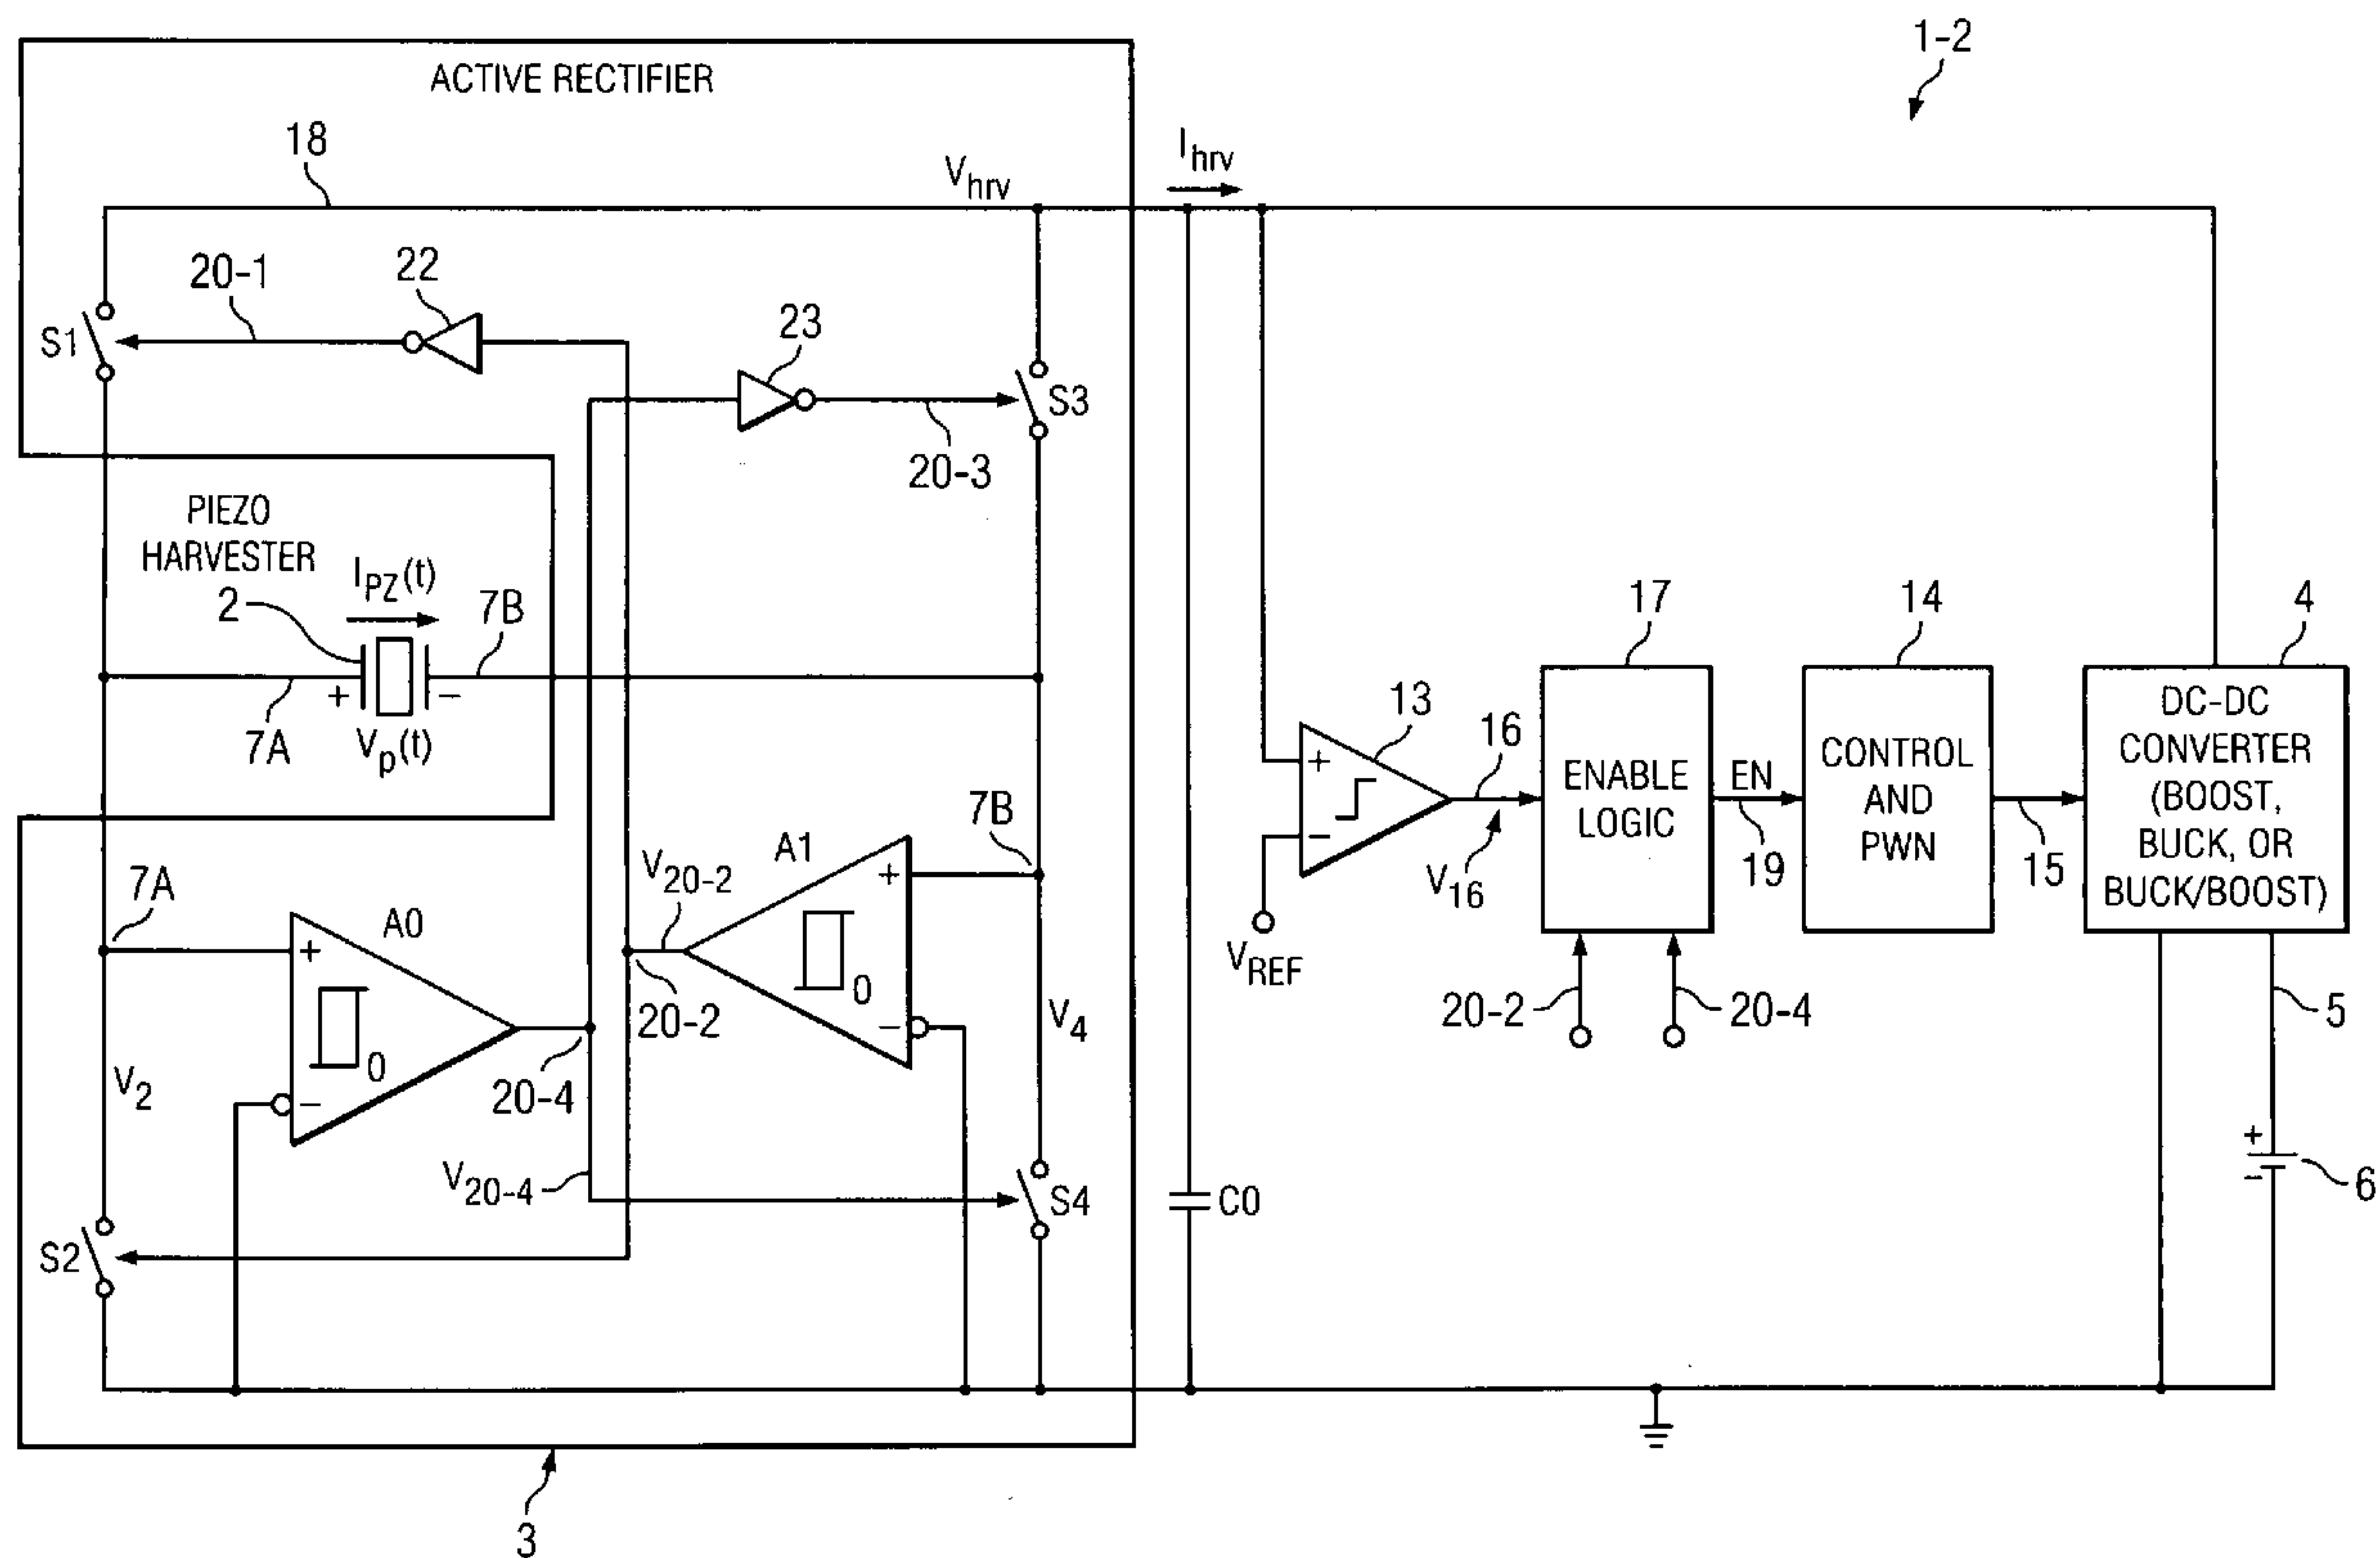 1-2
ACTIVE RECTIFIER
18
Vhrv
Ihrv
20-1
22
23
S1
S3
20-3
PIEZO
HARVESTER
2
IPZ(t)
7B
+
-
7A
Vp(t)
17
14
4
13
16
+
-
V16
VREF
ENABLE
LOGIC
EN
19
CONTROL
AND
PWN
15
DC-DC
CONVERTER
(BOOST,
BUCK, OR
BUCK/BOOST)
20-2
20-4
5
+
-
6
7A
A0
+
0
-
V2
20-4
V20-4
V20-2
20-2
A1
+
0
-
7B
V4
S2
S4
C0
3